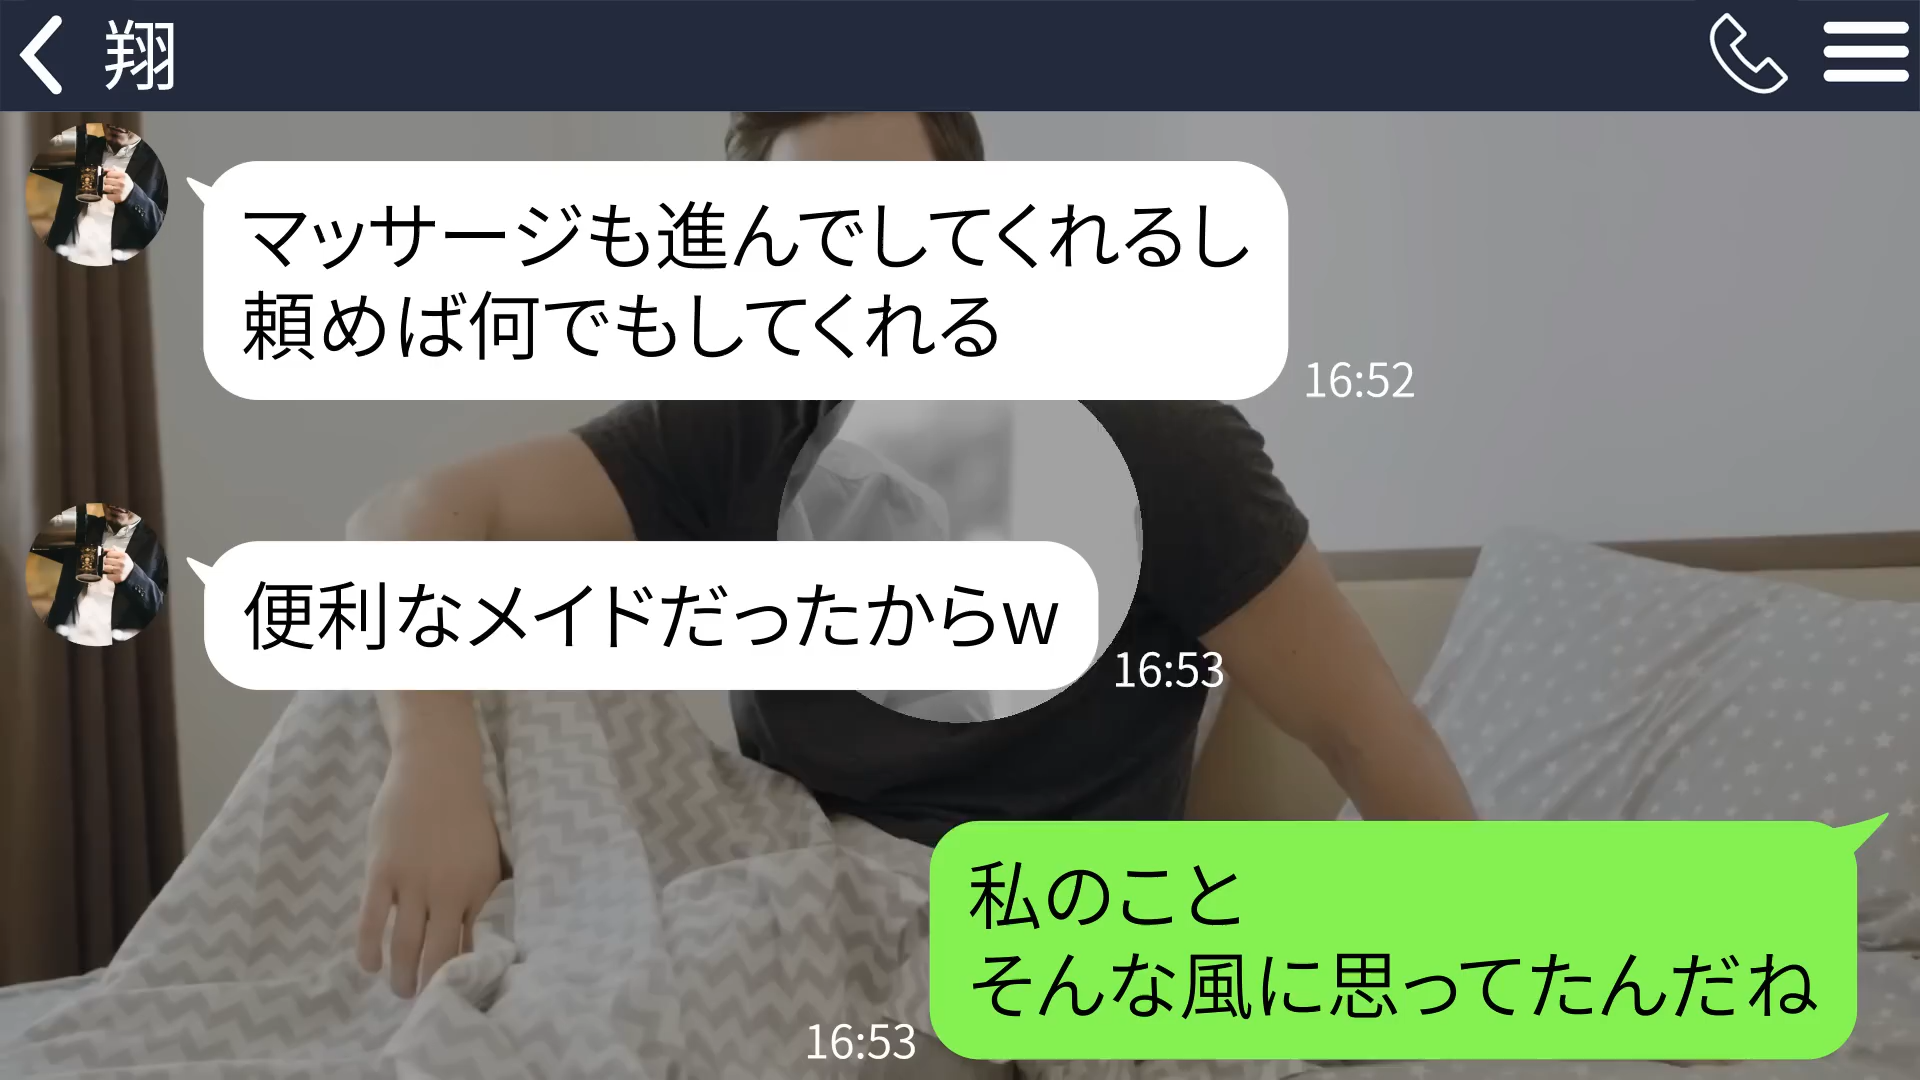 翔
マッサージも進んでしてくれるし
頼めば何でもしてくれる
16:52
便利なメイドだったからw
16:53
私のこと
そんな風に思ってたんだね
16:53